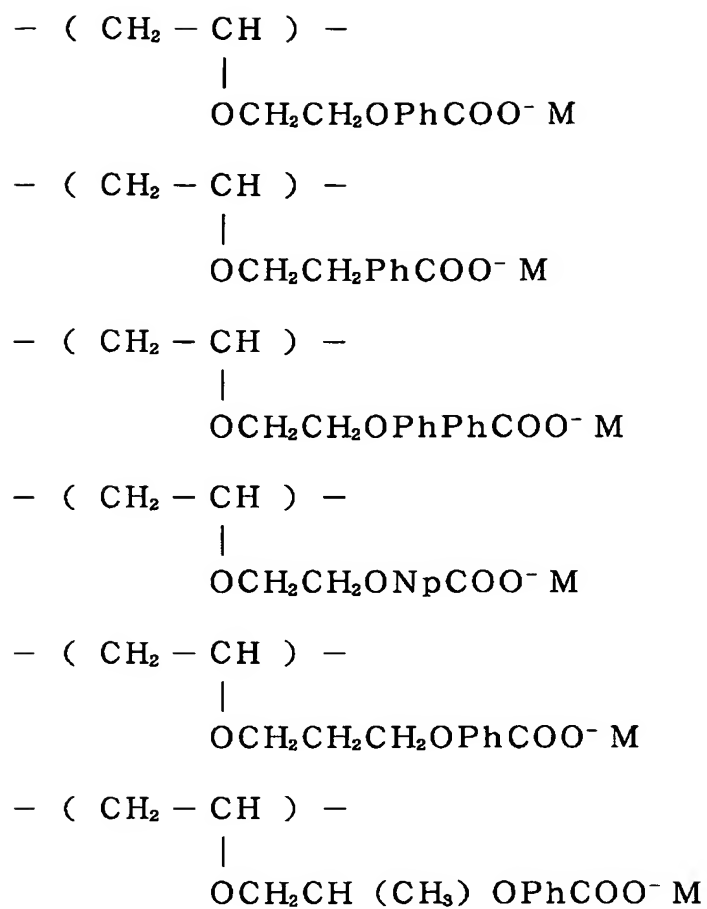 − ( CH₂ − CH ) −
|
OCH₂CH₂OPhCOO⁻ M
− ( CH₂ − CH ) −
|
OCH₂CH₂PhCOO⁻ M
− ( CH₂ − CH ) −
|
OCH₂CH₂OPhPhCOO⁻ M
− ( CH₂ − CH ) −
|
OCH₂CH₂ONpCOO⁻ M
− ( CH₂ − CH ) −
|
OCH₂CH₂CH₂OPhCOO⁻ M
− ( CH₂ − CH ) −
|
OCH₂CH (CH₃) OPhCOO⁻ M